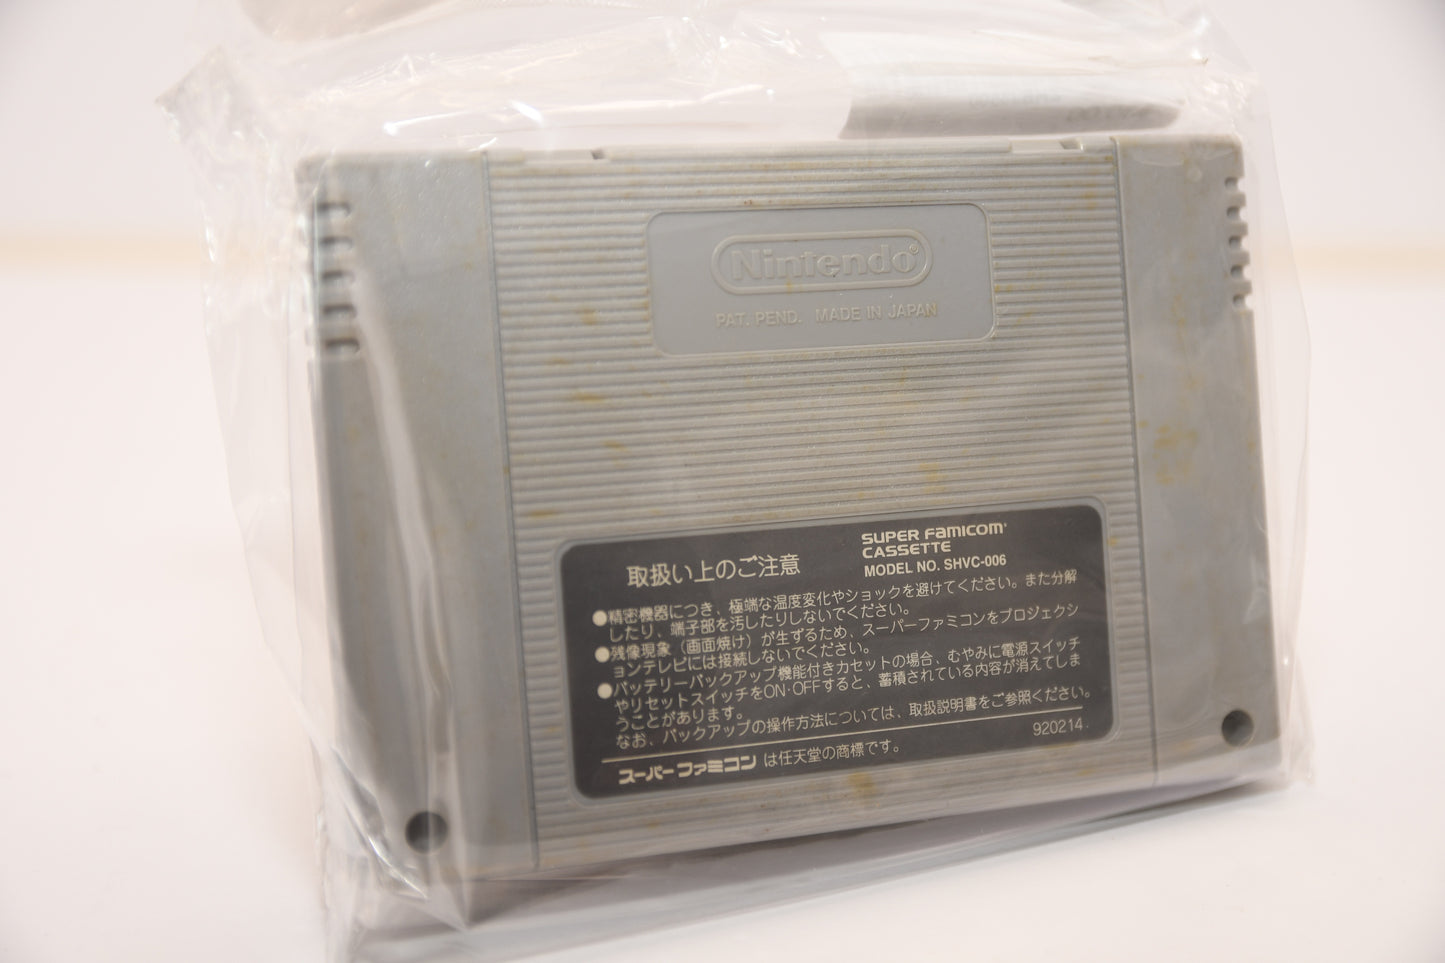 Nintendo®
PAT. PEND. MADE IN JAPAN
取扱い上のご注意
SUPER FAMICOM
CASSETTE
MODEL NO. SHVC-006
●精密機器につき、極端な温度変化やショックを避けてください。また分解
したり、端子部を汚したりしないでください。
●残像現象（画面焼け）が生ずるため、スーパーファミコンをプロジェクシ
ョンテレビには接続しないでください。
●バッテリーバックアップ機能付きカセットの場合、むやみに電源スイッチ
やリセットスイッチをON·OFFすると、蓄積されている内容が消えてしま
うことがあります。
なお、バックアップの操作方法については、取扱説明書をご参照ください。
920214
スーパーファミコン は任天堂の商標です。